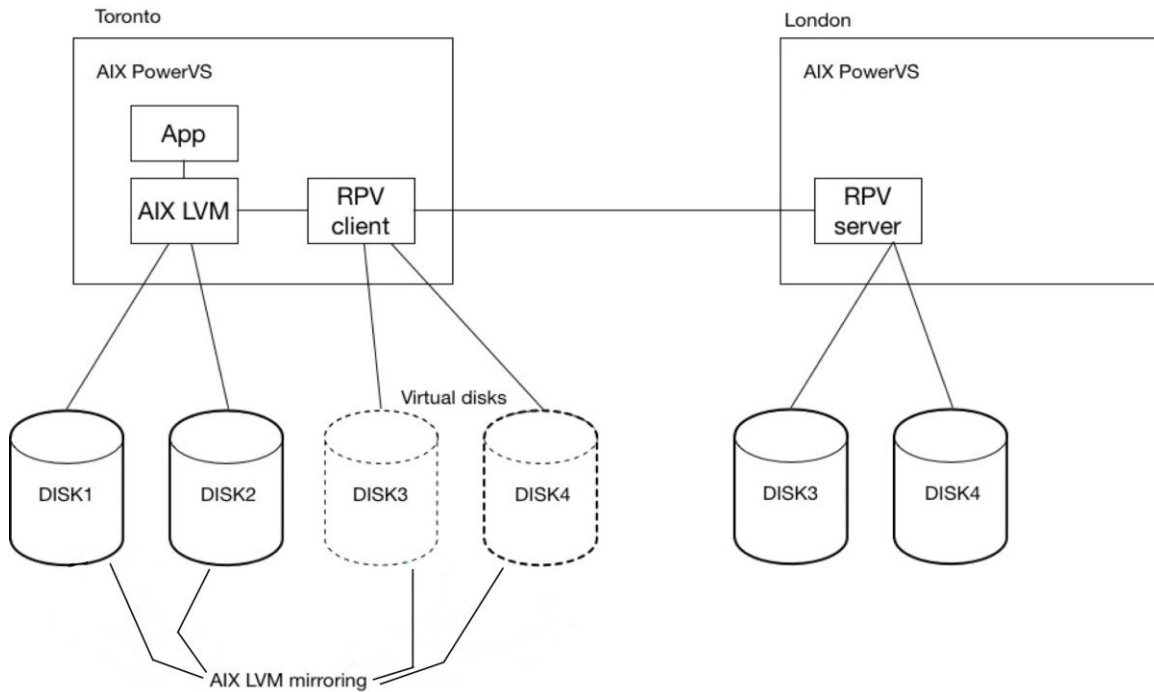 Toronto
London
AIX PowerVS
AIX PowerVS
App
AIX LVM
RPV
client
RPV
server
Virtual disks
DISK1
DISK2
DISK3
DISK4
DISK3
DISK4
AIX LVM mirroring